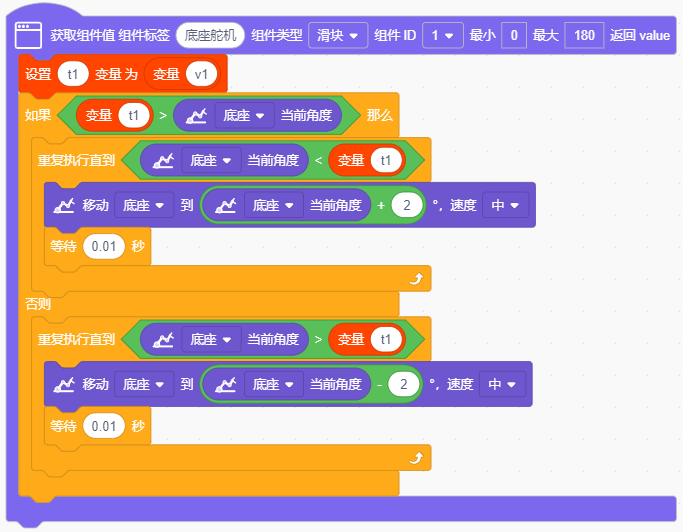 获取组件值 组件标签 底座舵机 组件类型 滑块 组件 ID 1 最小 0 最大 180 返回 value
设置 t1 变量 为 变量 v1
如果 变量 t1 > 底座 当前角度 那么
重复执行直到 底座 当前角度 < 变量 t1
移动 底座 到 底座 当前角度 + 2 °, 速度 中
等待 0.01 秒
否则
重复执行直到 底座 当前角度 > 变量 t1
移动 底座 到 底座 当前角度 - 2 °, 速度 中
等待 0.01 秒